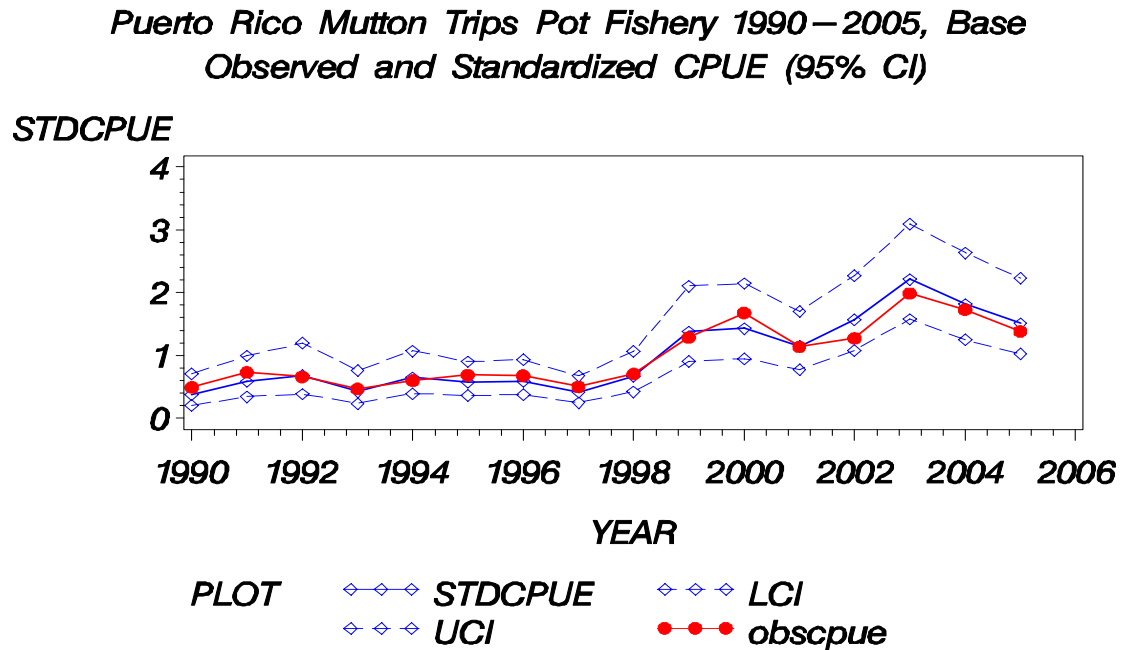 Puerto Rico Mutton Trips Pot Fishery 1990−2005, Base
Observed and Standardized CPUE (95% CI)
STDCPUE
4
3
2
1
0
1990 1992 1994 1996 1998 2000 2002 2004 2006
YEAR
PLOT STDCPUE LCI
UCI obscpue